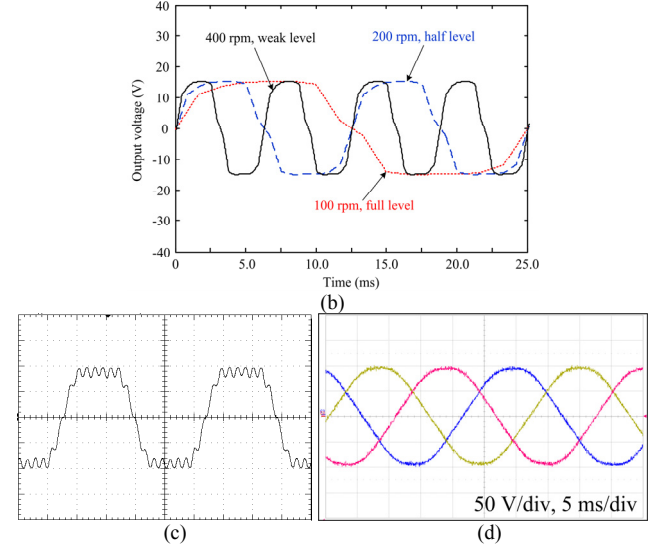 40
30
20
10
0
-10
-20
30
-40
Output voltage (V)
400 rpm, weak level
200 rpm, half level
100 rpm, full level
0
5.0
10.0
15.0
20.0
25.0
Time (ms)
(b)
50 V/div, 5 ms/div
(c)
(d)